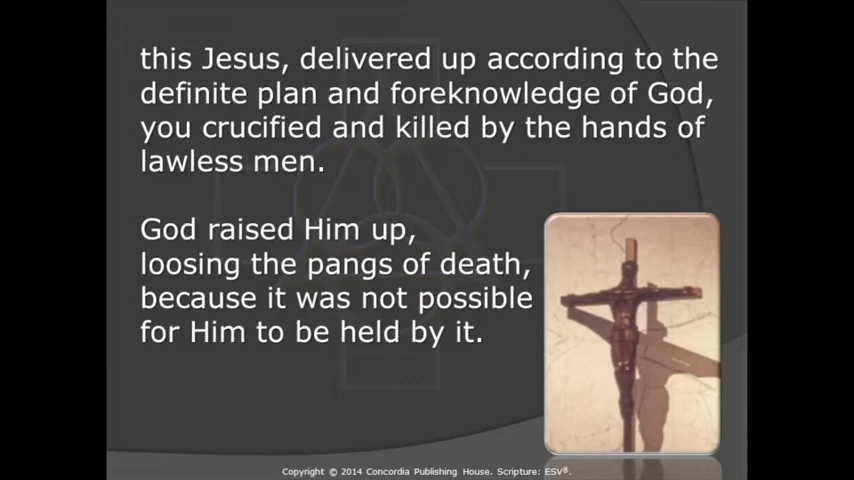 this Jesus, delivered up according to the
definite plan and foreknowledge of God,
you crucified and killed by the hands of
lawless men.
God raised Him up,
loosing the pangs of death,
because it was not possible
for Him to be held by it.
Copyright © 2014 Concordia Publishing House. Scripture: ESV®.